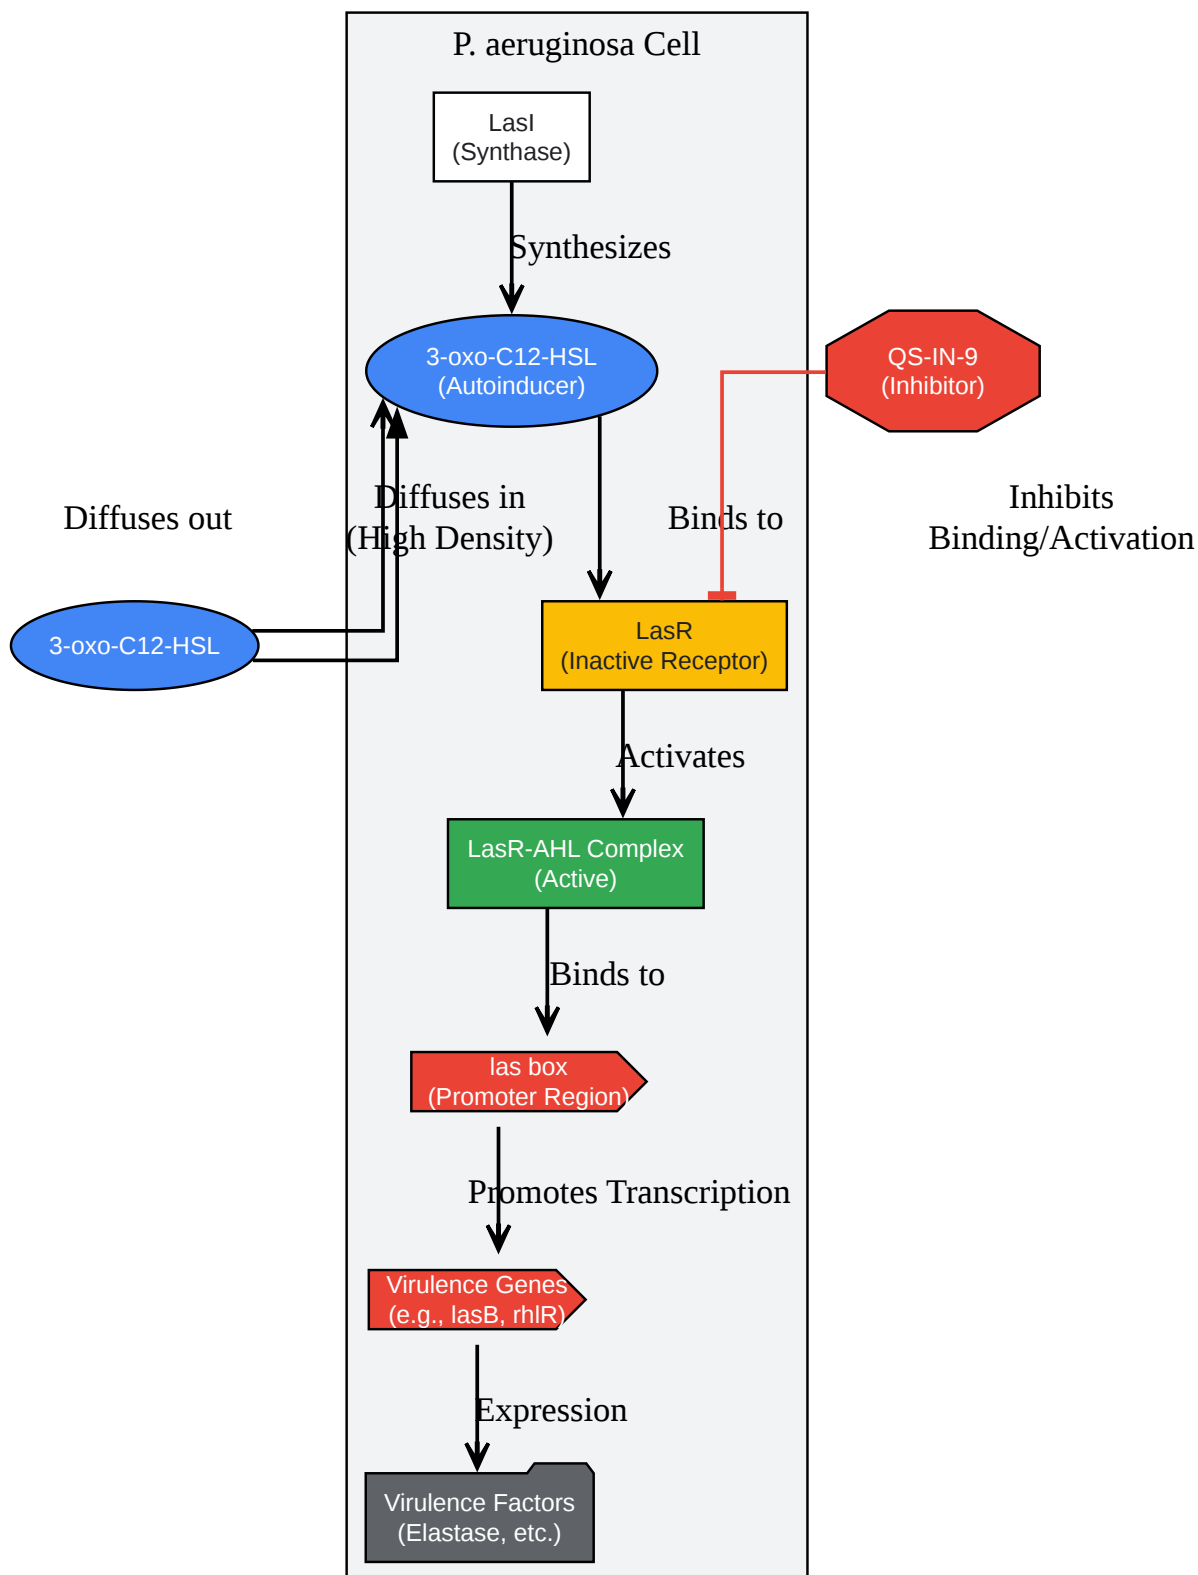 P. aeruginosa Cell
LasI
(Synthase)
Synthesizes
3-oxo-C12-HSL
(Autoinducer)
QS-IN-9
(Inhibitor)
Diffuses out
Diffuses in
(High Density)
Binds to
Inhibits
Binding/Activation
3-oxo-C12-HSL
LasR
(Inactive Receptor)
Activates
LasR-AHL Complex
(Active)
Binds to
las box
(Promoter Region)
Promotes Transcription
Virulence Genes
(e.g., lasB, rhlR)
Expression
Virulence Factors
(Elastase, etc.)